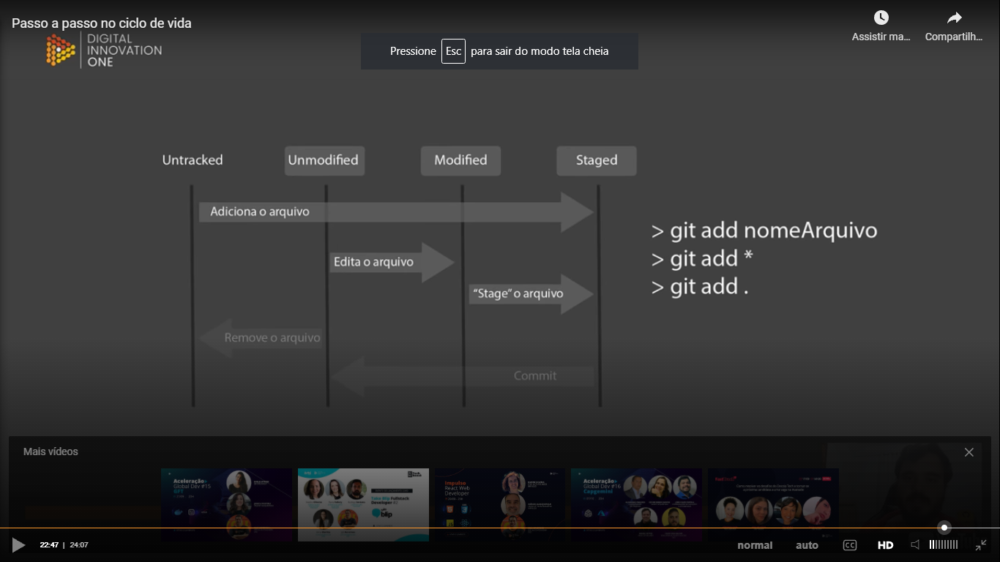 Passo a passo no ciclo de vida
Assistir ma...
Compartilh...
DIGITAL
INNOVATION
ONE
Pressione Esc para sair do modo tela cheia
Untracked
Unmodified
Modified
Staged
Adiciona o arquivo
Edita o arquivo
"Stage" o arquivo
Remove o arquivo
Commit
> git add nomeArquivo
> git add *
> git add .
Mais vídeos
Aceleração
Global Dev #15
GFT
Take Blip Fullstack
Developer #2
blip
Impulso
React Web
Developer
Aceleração
Global Dev #16
Capgemini
22:47 | 24:07
normal
auto
CC
HD